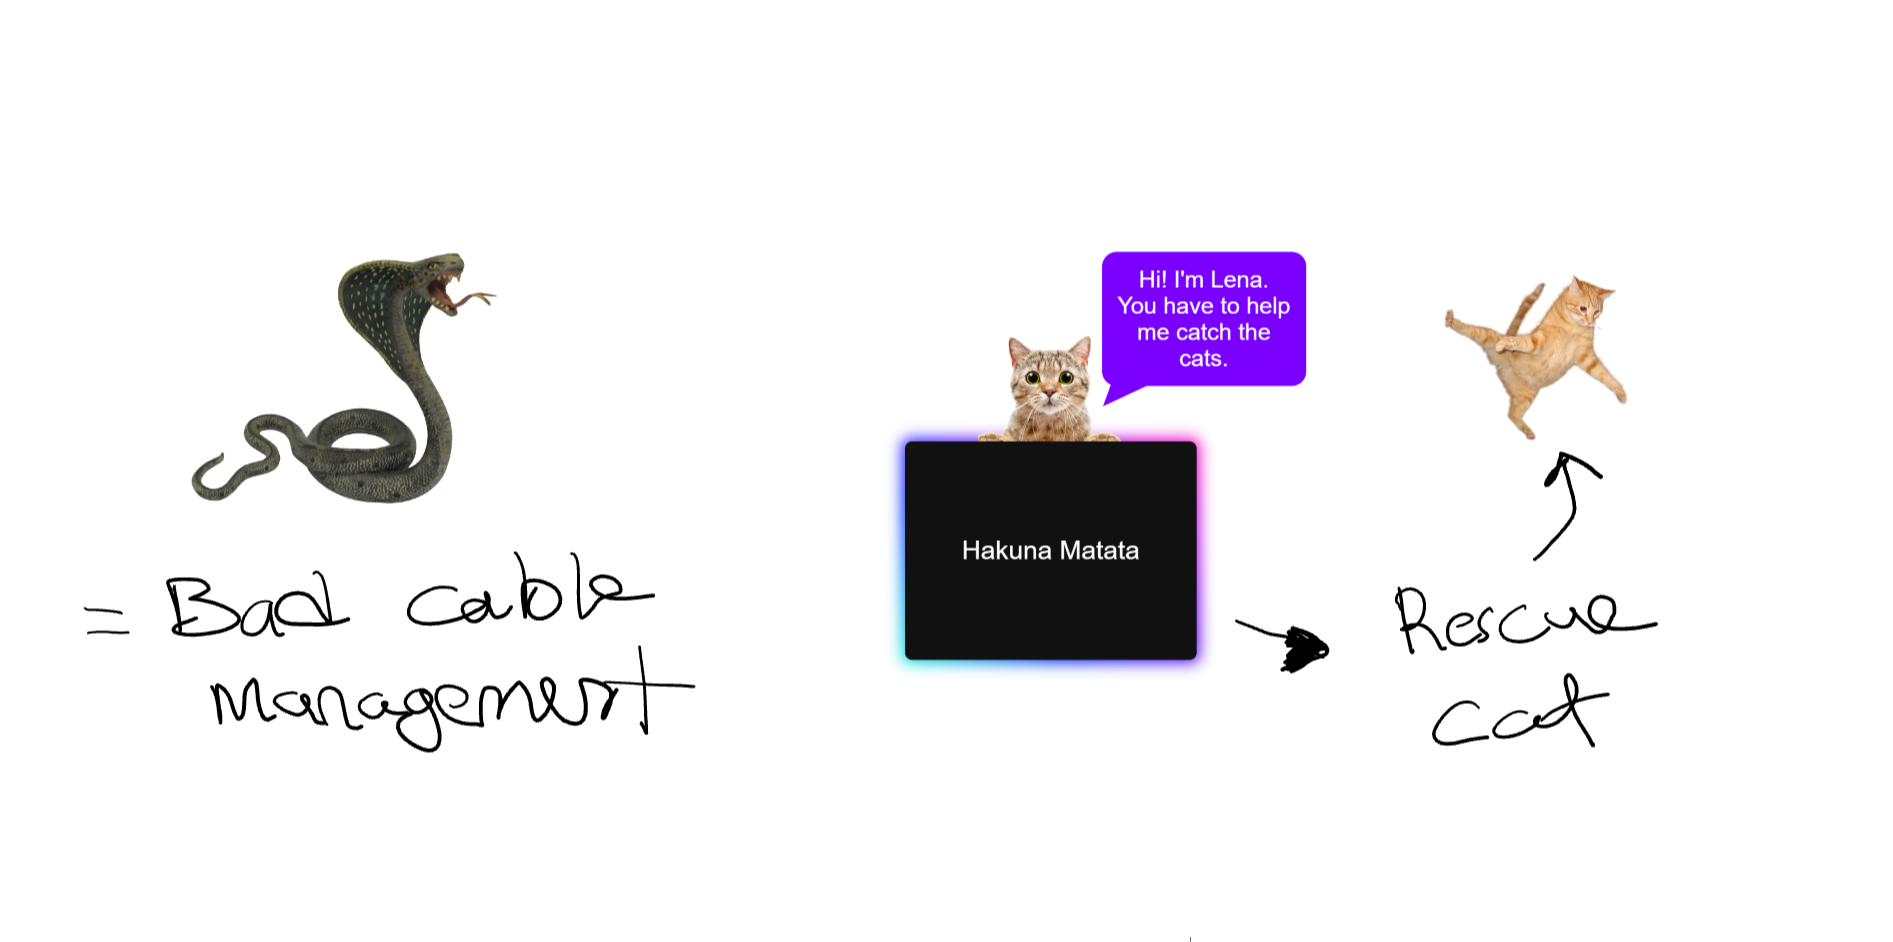 = Bad cable
Management
Hi! I'm Lena.
You have to help
me catch the
cats.
Hakuna Matata
Rescue
cat